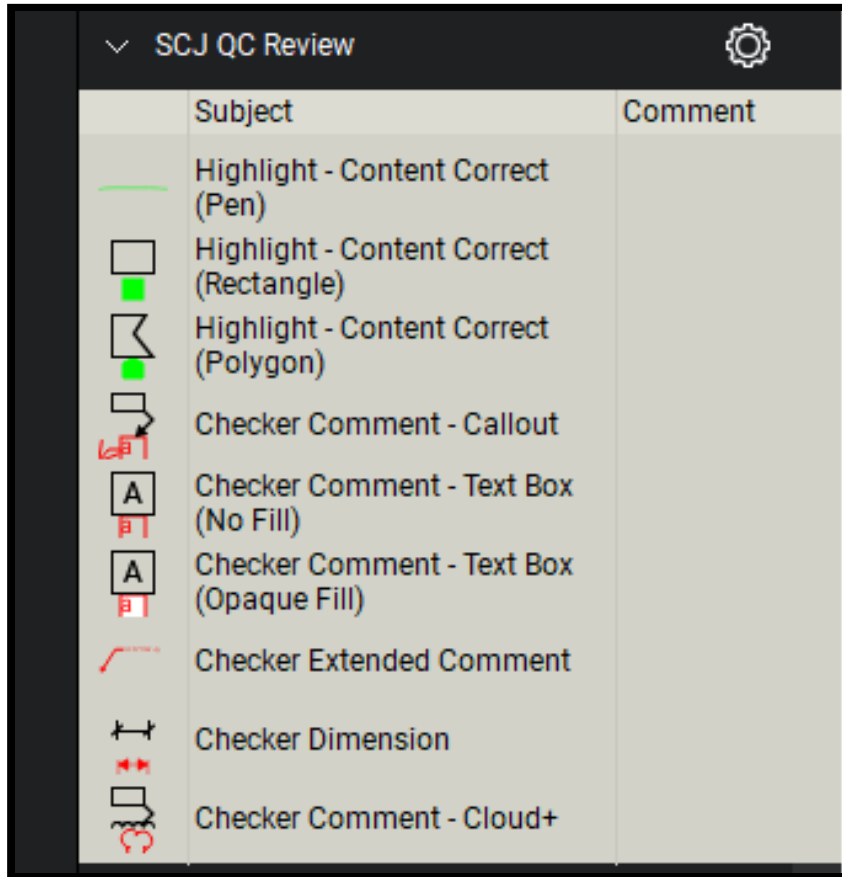 SCJ QC Review
Subject Comment
Highlight - Content Correct
(Pen)
Highlight - Content Correct
(Rectangle)
Highlight - Content Correct
(Polygon)
Checker Comment - Callout
A
Checker Comment - Text Box
(No Fill)
A
Checker Comment - Text Box
(Opaque Fill)
Checker Extended Comment
Checker Dimension
Checker Comment - Cloud+